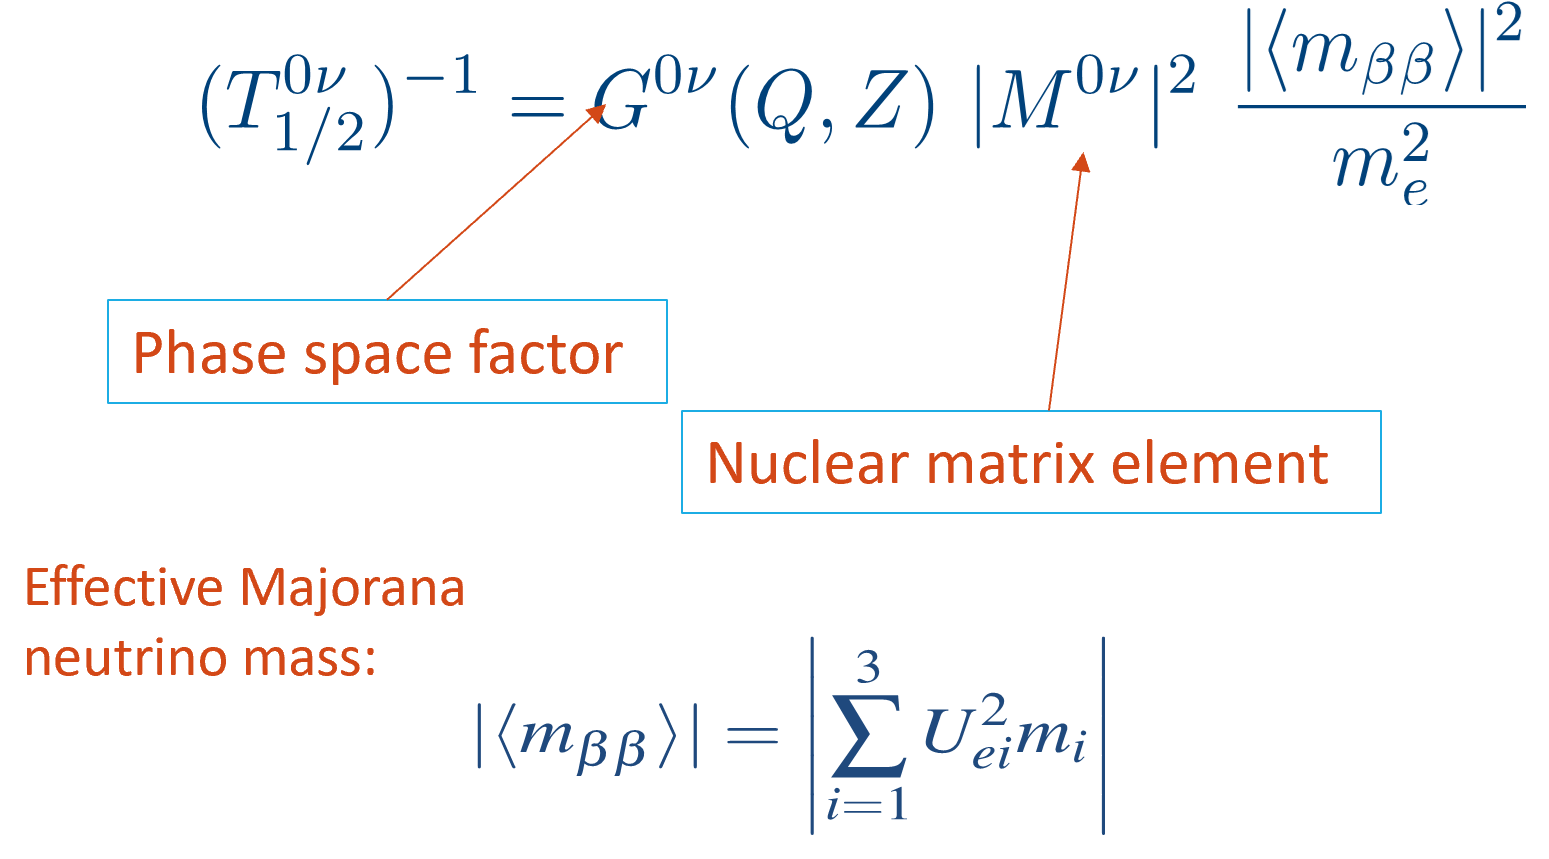 (T^{0ν}_{1/2})^{−1} = G^{0ν}(Q, Z) |M^{0ν}|^2 |⟨m_{ββ}⟩|^2 / m_e^2
Phase space factor
Nuclear matrix element
Effective Majorana
neutrino mass:
|⟨m_{ββ}⟩| = |∑_{i=1}^{3} U_{ei}^2 m_i|